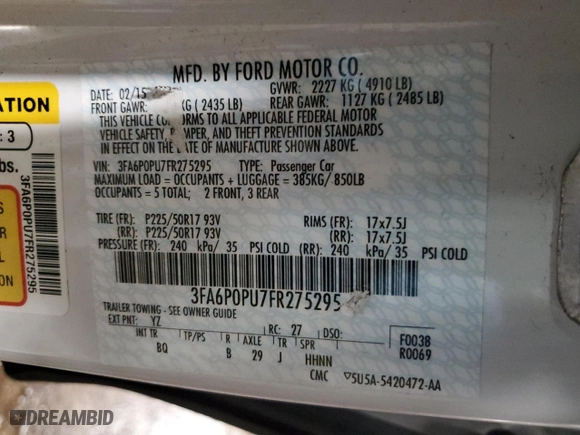 MFD. BY FORD MOTOR CO.
DATE: 02/15 GVWR: 2227 KG ( 4910 LB)
FRONT GAWR: KG ( 2435 LB) REAR GAWR: 1127 KG ( 2485 LB)
THIS VEHICLE CONFORMS TO ALL APPLICABLE FEDERAL MOTOR
VEHICLE SAFETY, BUMPER, AND THEFT PREVENTION STANDARDS
IN EFFECT ON THE DATE OF MANUFACTURE SHOWN ABOVE.
VIN: 3FA6P0PU7FR275295 TYPE: Passenger Car
MAXIMUM LOAD = OCCUPANTS + LUGGAGE = 385KG/850LB
OCCUPANTS = 5 TOTAL; 2 FRONT, 3 REAR
TIRE (FR): P225/50R17 93V RIMS (FR): 17x7.5J
(RR): P225/50R17 93V (RR): 17x7.5J
PRESSURE (FR): 240 kPa/ 35 PSI COLD (RR): 240 kPa/ 35 PSI COLD
3FA6P0PU7FR275295
TRAILER TOWING - SEE OWNER GUIDE
EXT PNT: YZ RC: 27 DSO: F0038
INT TR TP/PS R AXLE TR SPR R0069
BQ B 29 J HHNN
CMC 5U5A-5420472-AA
ATION
: 3
bs.
3FA6P0PU7FR275295
DREAMBID